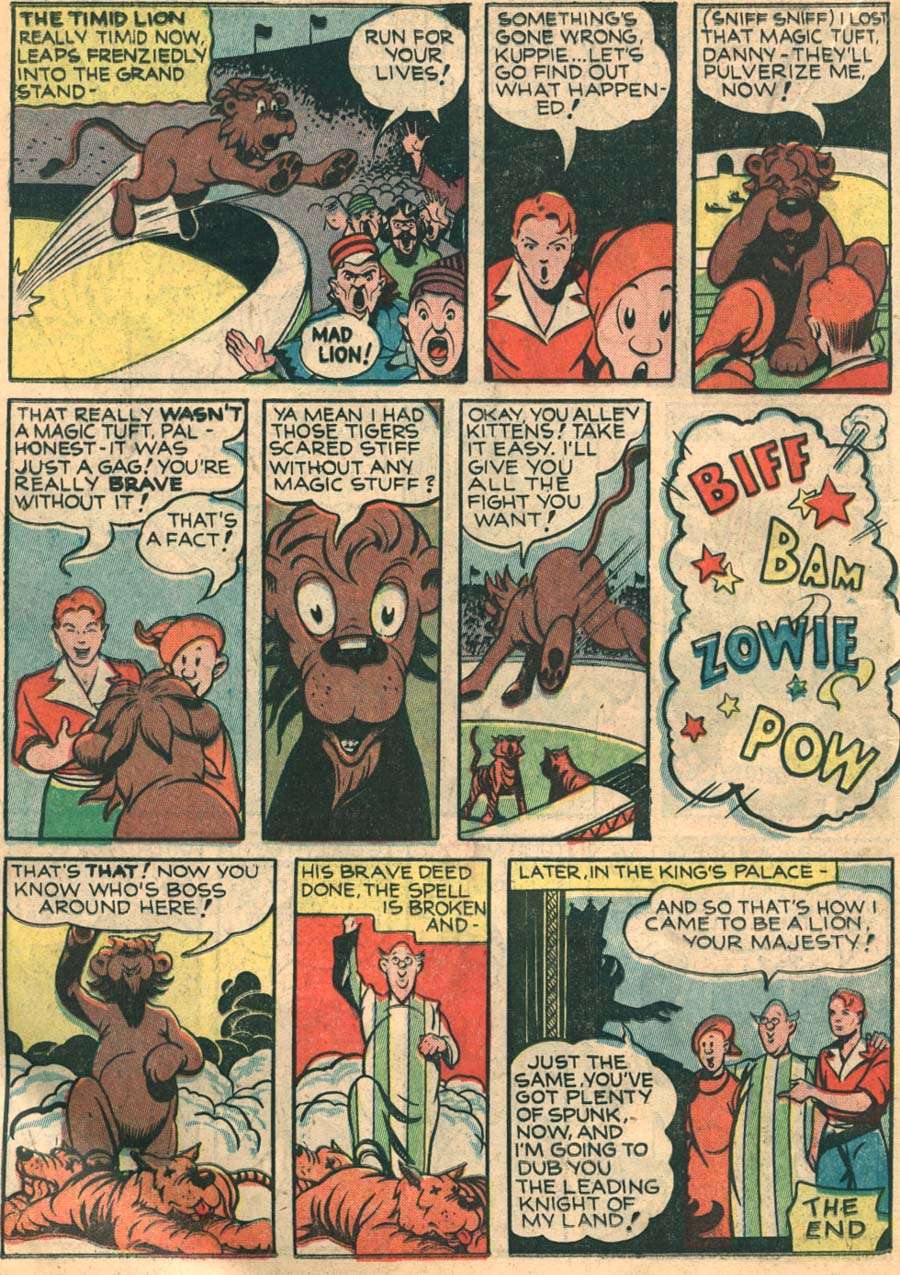 THE TIMID LION
REALLY TIMID NOW,
LEAPS FRENZIEDLY
INTO THE GRAND
STAND-
RUN FOR
YOUR
LIVES!
MAD
LION!
SOMETHING'S
GONE WRONG,
KUPPIE...LET'S
GO FIND OUT
WHAT HAPPEN-
ED!
(SNIFF SNIFF) I LOST
THAT MAGIC TUFT,
DANNY-THEY'LL
PULVERIZE ME,
NOW!
THAT REALLY WASN'T
A MAGIC TUFT, PAL-
HONEST-IT WAS
JUST A GAG! YOU'RE
REALLY BRAVE
WITHOUT IT!
THAT'S
A FACT!
YA MEAN I HAD
THOSE TIGERS
SCARED STIFF
WITHOUT ANY
MAGIC STUFF?
OKAY, YOU ALLEY
KITTENS! TAKE
IT EASY. I'LL
GIVE YOU
ALL THE
FIGHT YOU
WANT!
BIFF
BAM
ZOWIE
POW
THAT'S THAT! NOW YOU
KNOW WHO'S BOSS
AROUND HERE!
HIS BRAVE DEED
DONE, THE SPELL
IS BROKEN
AND-
LATER, IN THE KING'S PALACE-
AND SO THAT'S HOW I
CAME TO BE A LION,
YOUR MAJESTY!
JUST THE
SAME, YOU'VE
GOT PLENTY
OF SPUNK,
NOW, AND
I'M GOING TO
DUB YOU
THE LEADING
KNIGHT OF
MY LAND!
THE
END